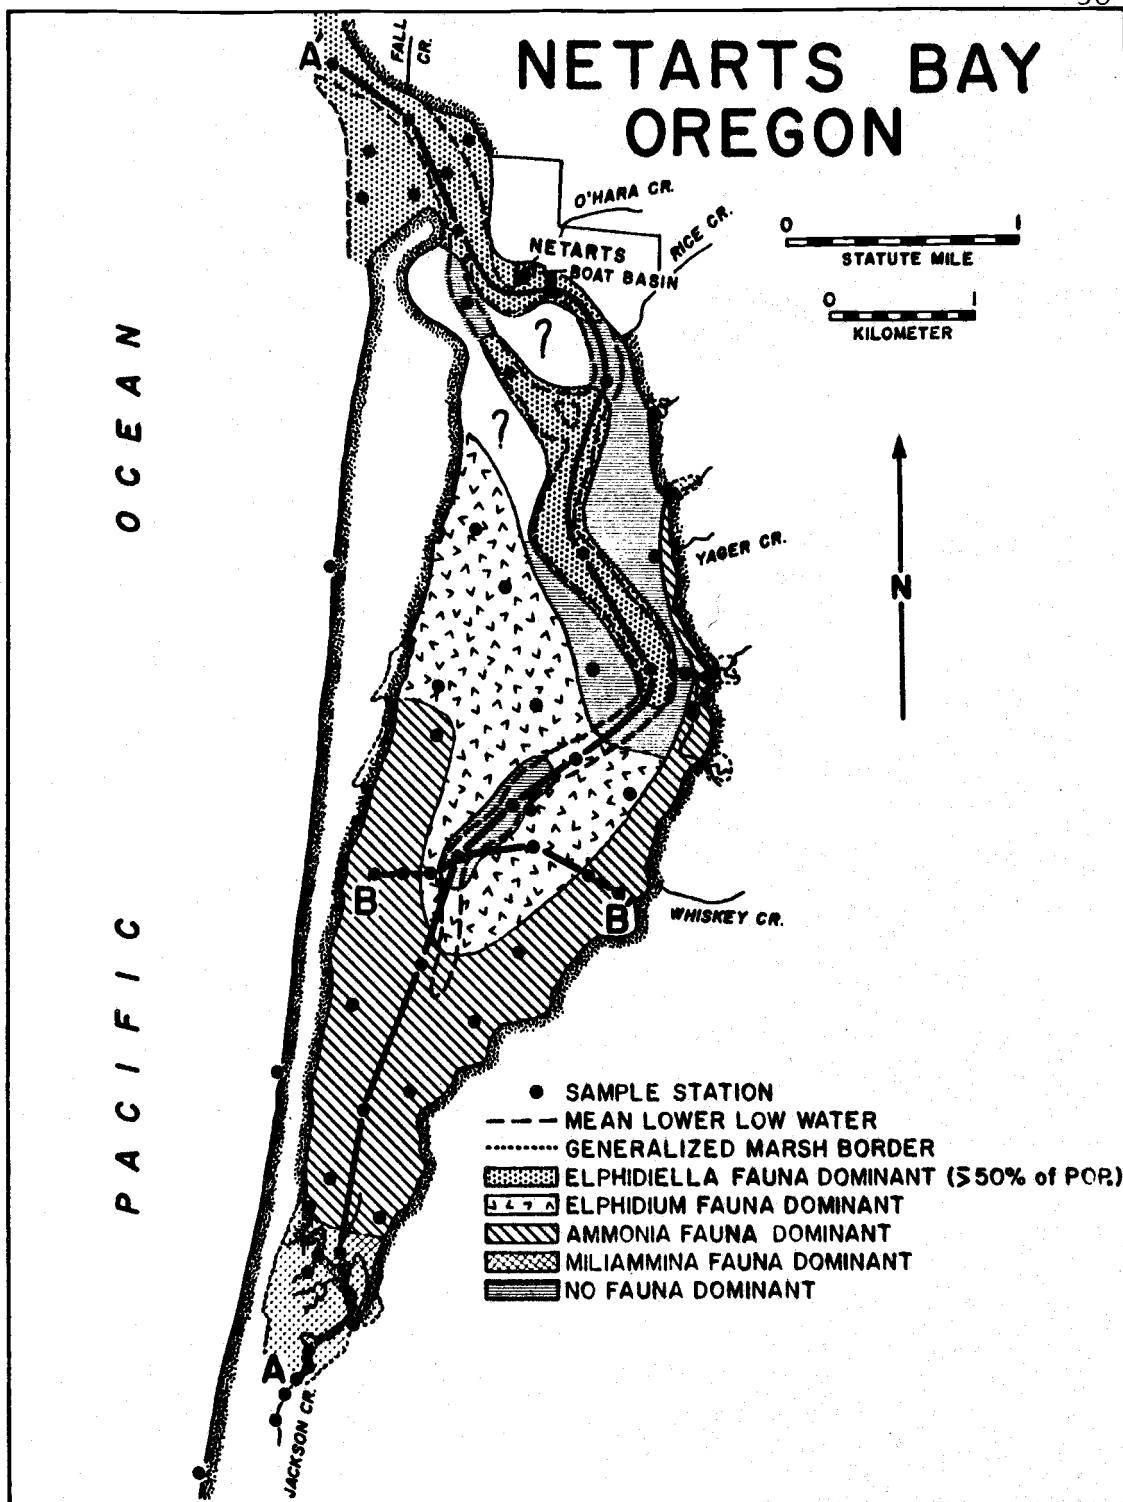 NETARTS BAY
OREGON
A
FALL
CR.
O'HARA CR.
RICE CR.
NETARTS
BOAT BASIN
0 1
STATUTE MILE
0 1
KILOMETER
?
?
OCEAN
YAGER CR.
N
B
B
WHISKEY CR.
PACIFIC
SAMPLE STATION
MEAN LOWER LOW WATER
GENERALIZED MARSH BORDER
ELPHIDIELLA FAUNA DOMINANT (≥50% of POP.)
ELPHIDIUM FAUNA DOMINANT
AMMONIA FAUNA DOMINANT
MILIAMMINA FAUNA DOMINANT
NO FAUNA DOMINANT
A
JACKSON CR.